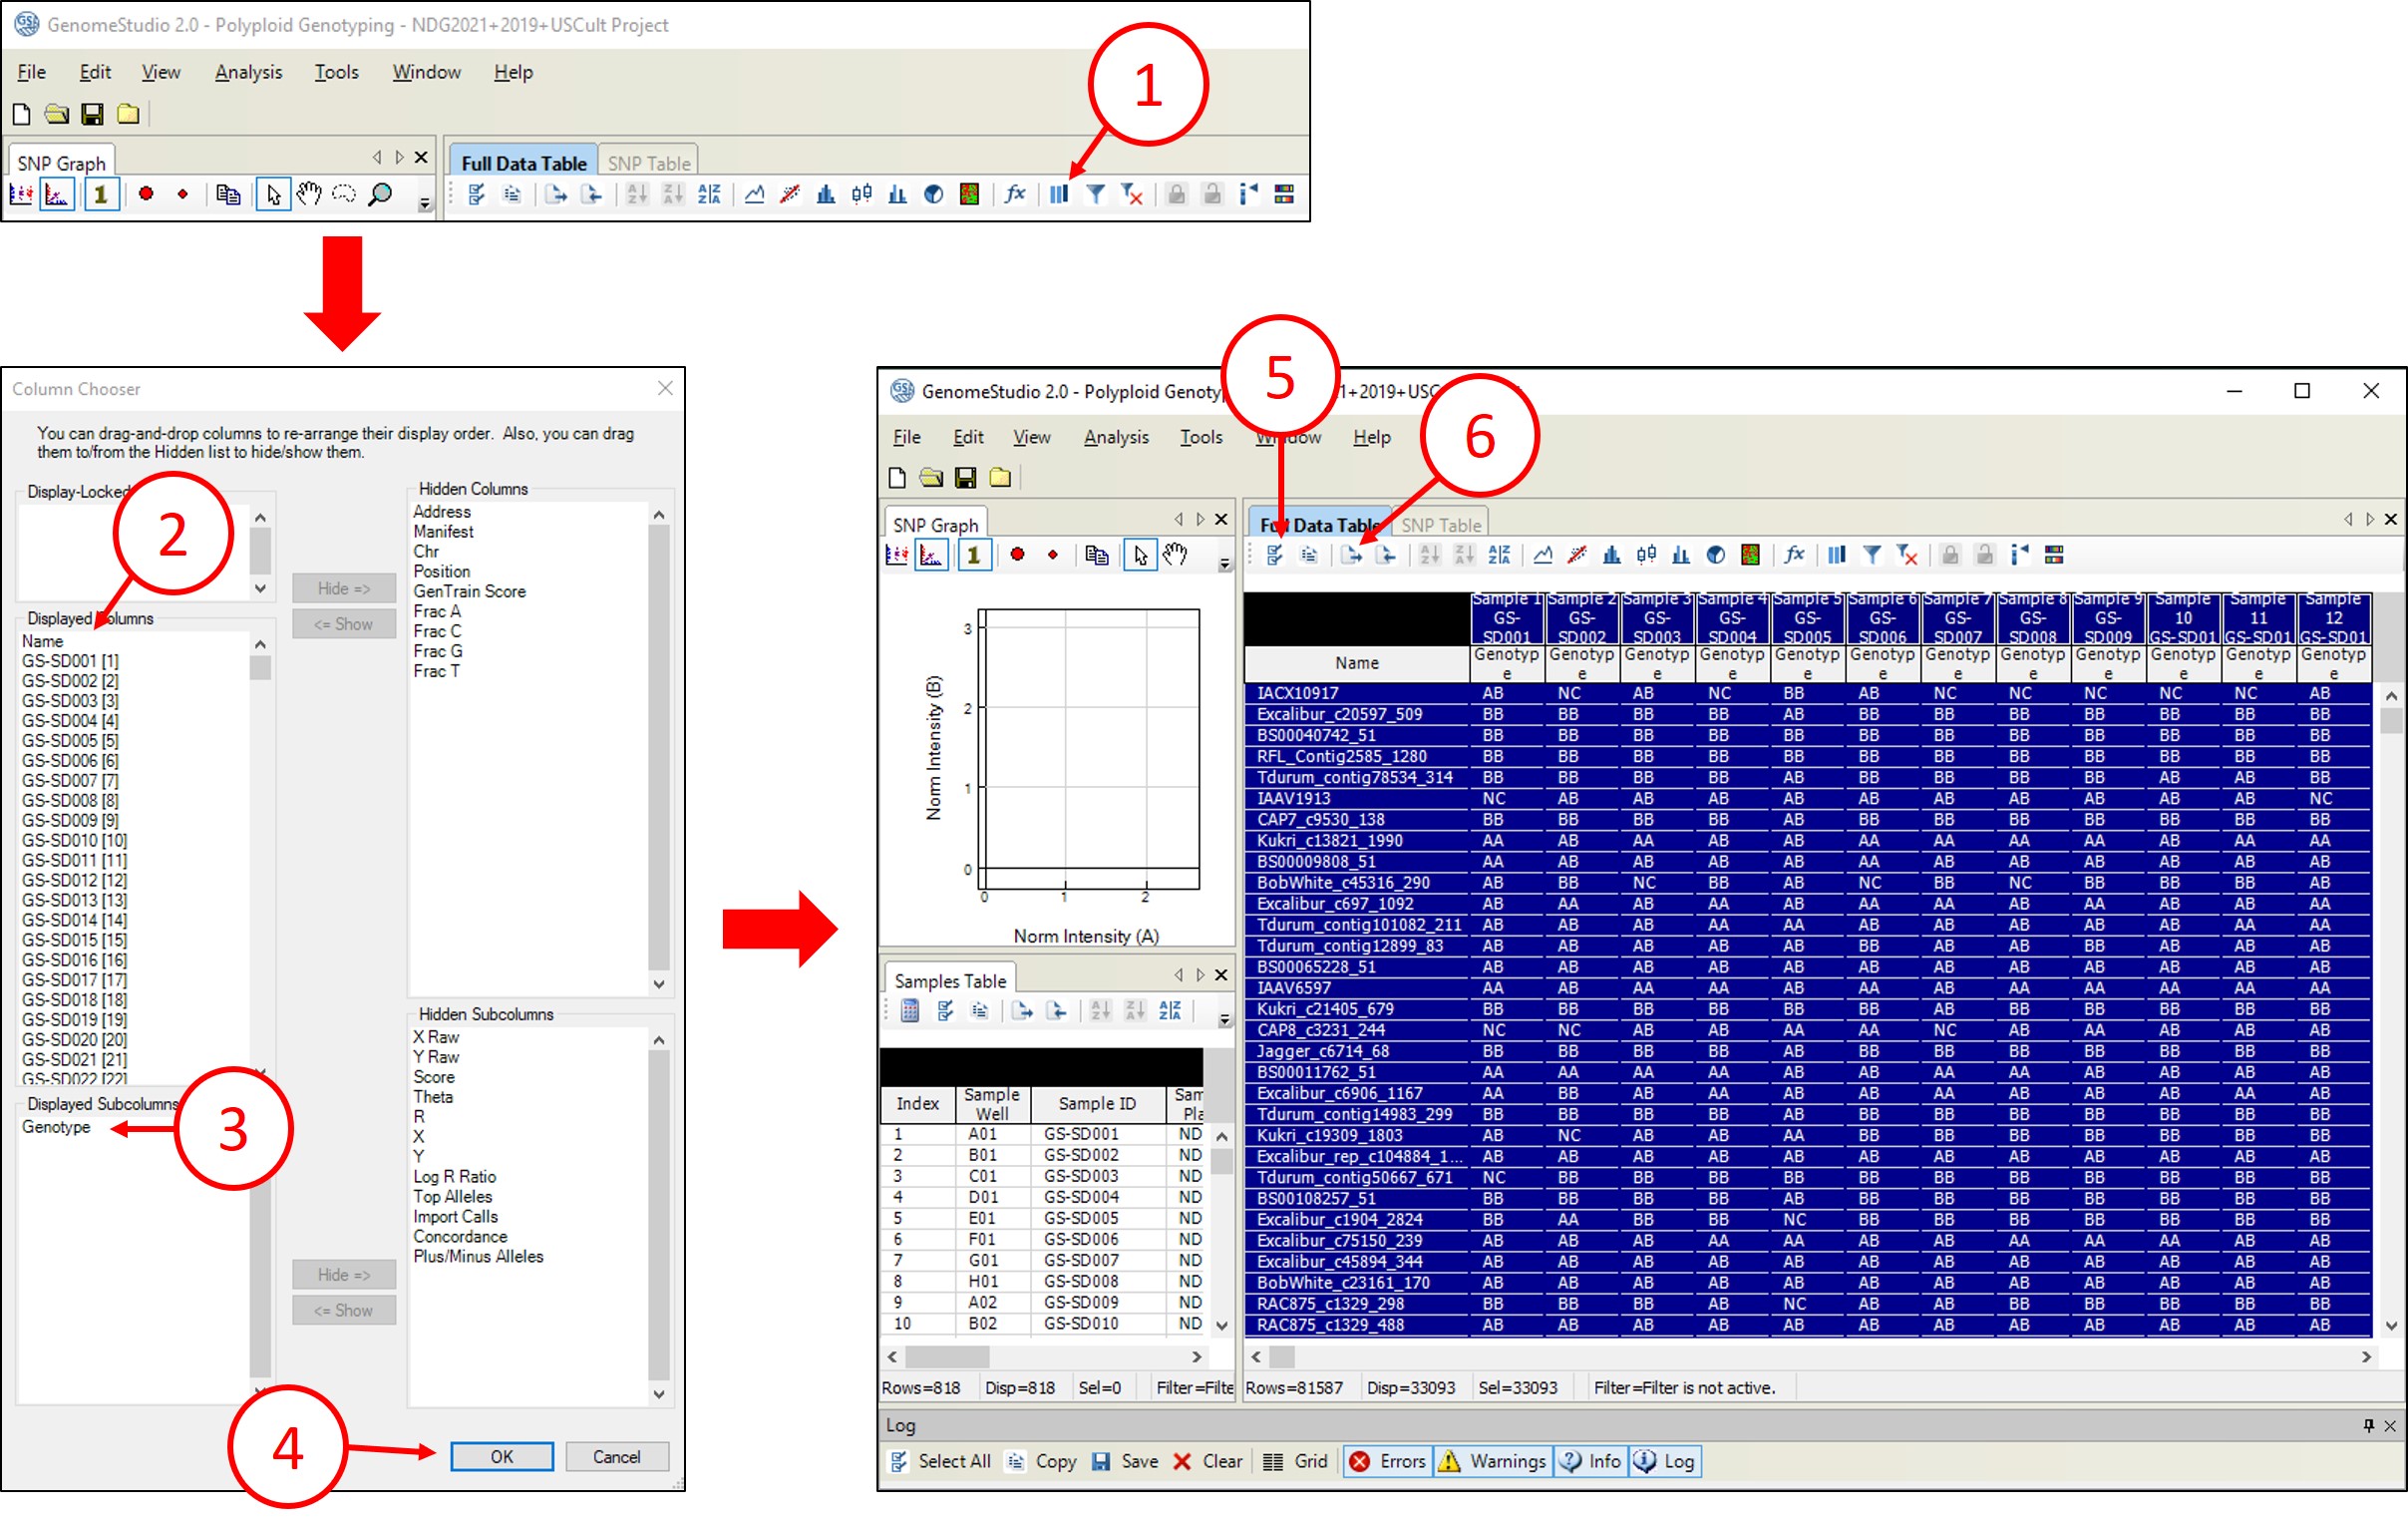 GenomeStudio 2.0 - Polyploid Genotyping - NDG2021+2019+USCult Project
File Edit View Analysis Tools Window Help
1
SNP Graph
Full Data Table SNP Table
Column Chooser
You can drag-and-drop columns to re-arrange their display order. Also, you can drag
them to/from the Hidden list to hide/show them.
Display-Locked
2
Displayed Columns
Name
GS-SD001 [1]
GS-SD002 [2]
GS-SD003 [3]
GS-SD004 [4]
GS-SD005 [5]
GS-SD006 [6]
GS-SD007 [7]
GS-SD008 [8]
GS-SD009 [9]
GS-SD010 [10]
GS-SD011 [11]
GS-SD012 [12]
GS-SD013 [13]
GS-SD014 [14]
GS-SD015 [15]
GS-SD016 [16]
GS-SD017 [17]
GS-SD018 [18]
GS-SD019 [19]
GS-SD020 [20]
GS-SD021 [21]
GS-SD022 [22]
Displayed Subcolumns
Genotype
3
Hide =>
<= Show
Hide =>
<= Show
Hidden Columns
Address
Manifest
Chr
Position
GenTrain Score
Frac A
Frac C
Frac G
Frac T
Hidden Subcolumns
X Raw
Y Raw
Score
Theta
R
X
Y
Log R Ratio
Top Alleles
Import Calls
Concordance
Plus/Minus Alleles
4
OK Cancel
5
6
GenomeStudio 2.0 - Polyploid Genotyp 1+2019+USC
File Edit View Analysis Tools Window Help
SNP Graph
Norm Intensity (B)
3
2
1
0
0 1 2
Norm Intensity (A)
Samples Table
Index Sample Well Sample ID Sam Pla
1 A01 GS-SD001 ND
2 B01 GS-SD002 ND
3 C01 GS-SD003 ND
4 D01 GS-SD004 ND
5 E01 GS-SD005 ND
6 F01 GS-SD006 ND
7 G01 GS-SD007 ND
8 H01 GS-SD008 ND
9 A02 GS-SD009 ND
10 B02 GS-SD010 ND
Rows=818 Disp=818 Sel=0 Filter=Filte
Full Data Table SNP Table
Sample 1 Sample 2 Sample 3 Sample 4 Sample 5 Sample 6 Sample 7 Sample 8 Sample 9 Sample Sample Sample
GS- GS- GS- GS- GS- GS- GS- GS- GS- 10 11 12
SD001 SD002 SD003 SD004 SD005 SD006 SD007 SD008 SD009 GS-SD01 GS-SD01 GS-SD01
Name Genotype Genotype Genotype Genotype Genotype Genotype Genotype Genotype Genotype Genotype Genotype Genotype
IACX10917 AB NC AB NC BB AB NC NC NC NC NC AB
Excalibur_c20597_509 BB BB BB BB AB BB BB BB BB BB BB BB
BS00040742_51 BB BB BB BB BB BB BB BB BB BB BB BB
RFL_Contig2585_1280 BB BB BB BB BB BB BB BB BB BB BB BB
Tdurum_contig78534_314 BB BB BB BB AB BB BB BB BB AB AB BB
IAAV1913 NC AB AB AB AB AB AB AB AB AB AB NC
CAP7_c9530_138 BB BB BB BB AB BB BB BB BB BB BB BB
Kukri_c13821_1990 AA AB AA AB AB AA AA AA AA AB AA AA
BS00009808_51 AA AB AB AB AB AA AA AB AB AB AB AB
BobWhite_c45316_290 AB BB NC BB AB NC BB NC BB BB BB AB
Excalibur_c697_1092 AB AA AB AA AB AB AA AB AA AB AB AA
Tdurum_contig101082_211 AB AB AB AA AA AB AB AB AB AB AA AA
Tdurum_contig12899_83 AB AB AB AB AB AB AB AB BB AB AB AB
BS00065228_51 AB AB AB AB AB AB AB AB AB AB AB AB
IAAV6597 AA AB AA AA AB AA AA AB AA AA AA AA
Kukri_c21405_679 BB BB BB BB BB BB AB BB BB BB BB BB
CAP8_c3231_244 NC NC AB AB AA AA NC AB AA AB AB AB
Jagger_c6714_68 BB BB BB BB AB BB BB BB BB BB BB BB
BS00011762_51 AA AA AA AA AB AB AB AB AB AB AA AB
Excalibur_c6906_1167 AA BB AB AA AB AB AA AA AB AB AA AB
Tdurum_contig14983_299 BB BB BB BB AB BB BB BB BB BB BB BB
Kukri_c19309_1803 AB NC AB AB AA AB BB BB BB BB BB BB
Excalibur_rep_c104884_1... AB AB AB AB AB AB AB AB AB AB AB AB
Tdurum_contig50667_671 NC BB BB BB BB BB BB BB BB BB BB BB
BS00108257_51 BB BB BB BB AB BB BB BB BB BB BB BB
Excalibur_c1904_2824 BB AA BB BB NC BB BB BB BB BB BB BB
Excalibur_c75150_239 AB AB AB AA AA AB AB AA AA AA AB AB
Excalibur_c45894_344 AB AB AB AB AB AB AB AB AB AB AB AB
BobWhite_c23161_170 AB AB AB AB AB AB AB AB AB AB AB AB
RAC875_c1329_298 BB BB BB AB NC AB AB BB BB BB BB BB
RAC875_c1329_488 AB AB AB AB AB AB AB AB AB AB AB AB
Rows=81587 Disp=33093 Sel=33093 Filter=Filter is not active.
Log
Select All Copy Save Clear Grid Errors Warnings Info Log